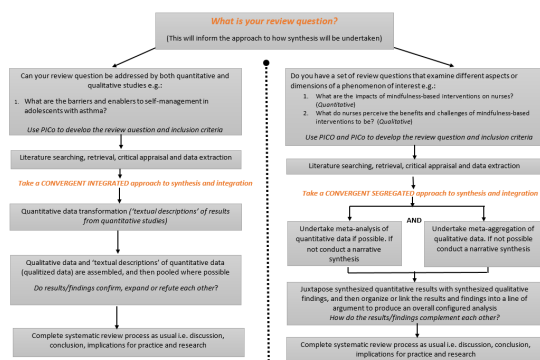 What is your review question?
(This will inform the approach to how synthesis will be undertaken)
Can your review question be addressed by both quantitative and
qualitative studies e.g.:
1. What are the barriers and enablers to self-management in
adolescents with asthma?
Use PICo to develop the review question and inclusion criteria
Literature searching, retrieval, critical appraisal and data extraction
Take a CONVERGENT INTEGRATED approach to synthesis and integration
Quantitative data transformation ('textual descriptions' of results
from quantitative studies)
Qualitative data and 'textual descriptions' of quantitative data
(qualitized data) are assembled, and then pooled where possible
Do results/findings confirm, expand or refute each other?
Complete systematic review process as usual i.e. discussion,
conclusion, implications for practice and research
Do you have a set of review questions that examine different aspects or
dimensions of a phenomenon of interest e.g.:
1. What are the impacts of mindfulness-based interventions on nurses?
(Quantitative)
2. What do nurses perceive the benefits and challenges of mindfulness-based
interventions to be? (Qualitative)
Use PICO and PICo to develop the review question and inclusion criteria
Literature searching, retrieval, critical appraisal and data extraction
Take a CONVERGENT SEGREGATED approach to synthesis and integration
Undertake meta-analysis of
quantitative data if possible. If
not conduct a narrative
synthesis
AND
Undertake meta-aggregation of
qualitative data. If not possible
conduct a narrative synthesis
Juxtapose synthesized quantitative results with synthesized qualitative
findings, and then organize or link the results and findings into a line of
argument to produce an overall configured analysis
How do the results/findings complement each other?
Complete systematic review process as usual i.e. discussion, conclusion,
implications for practice and research